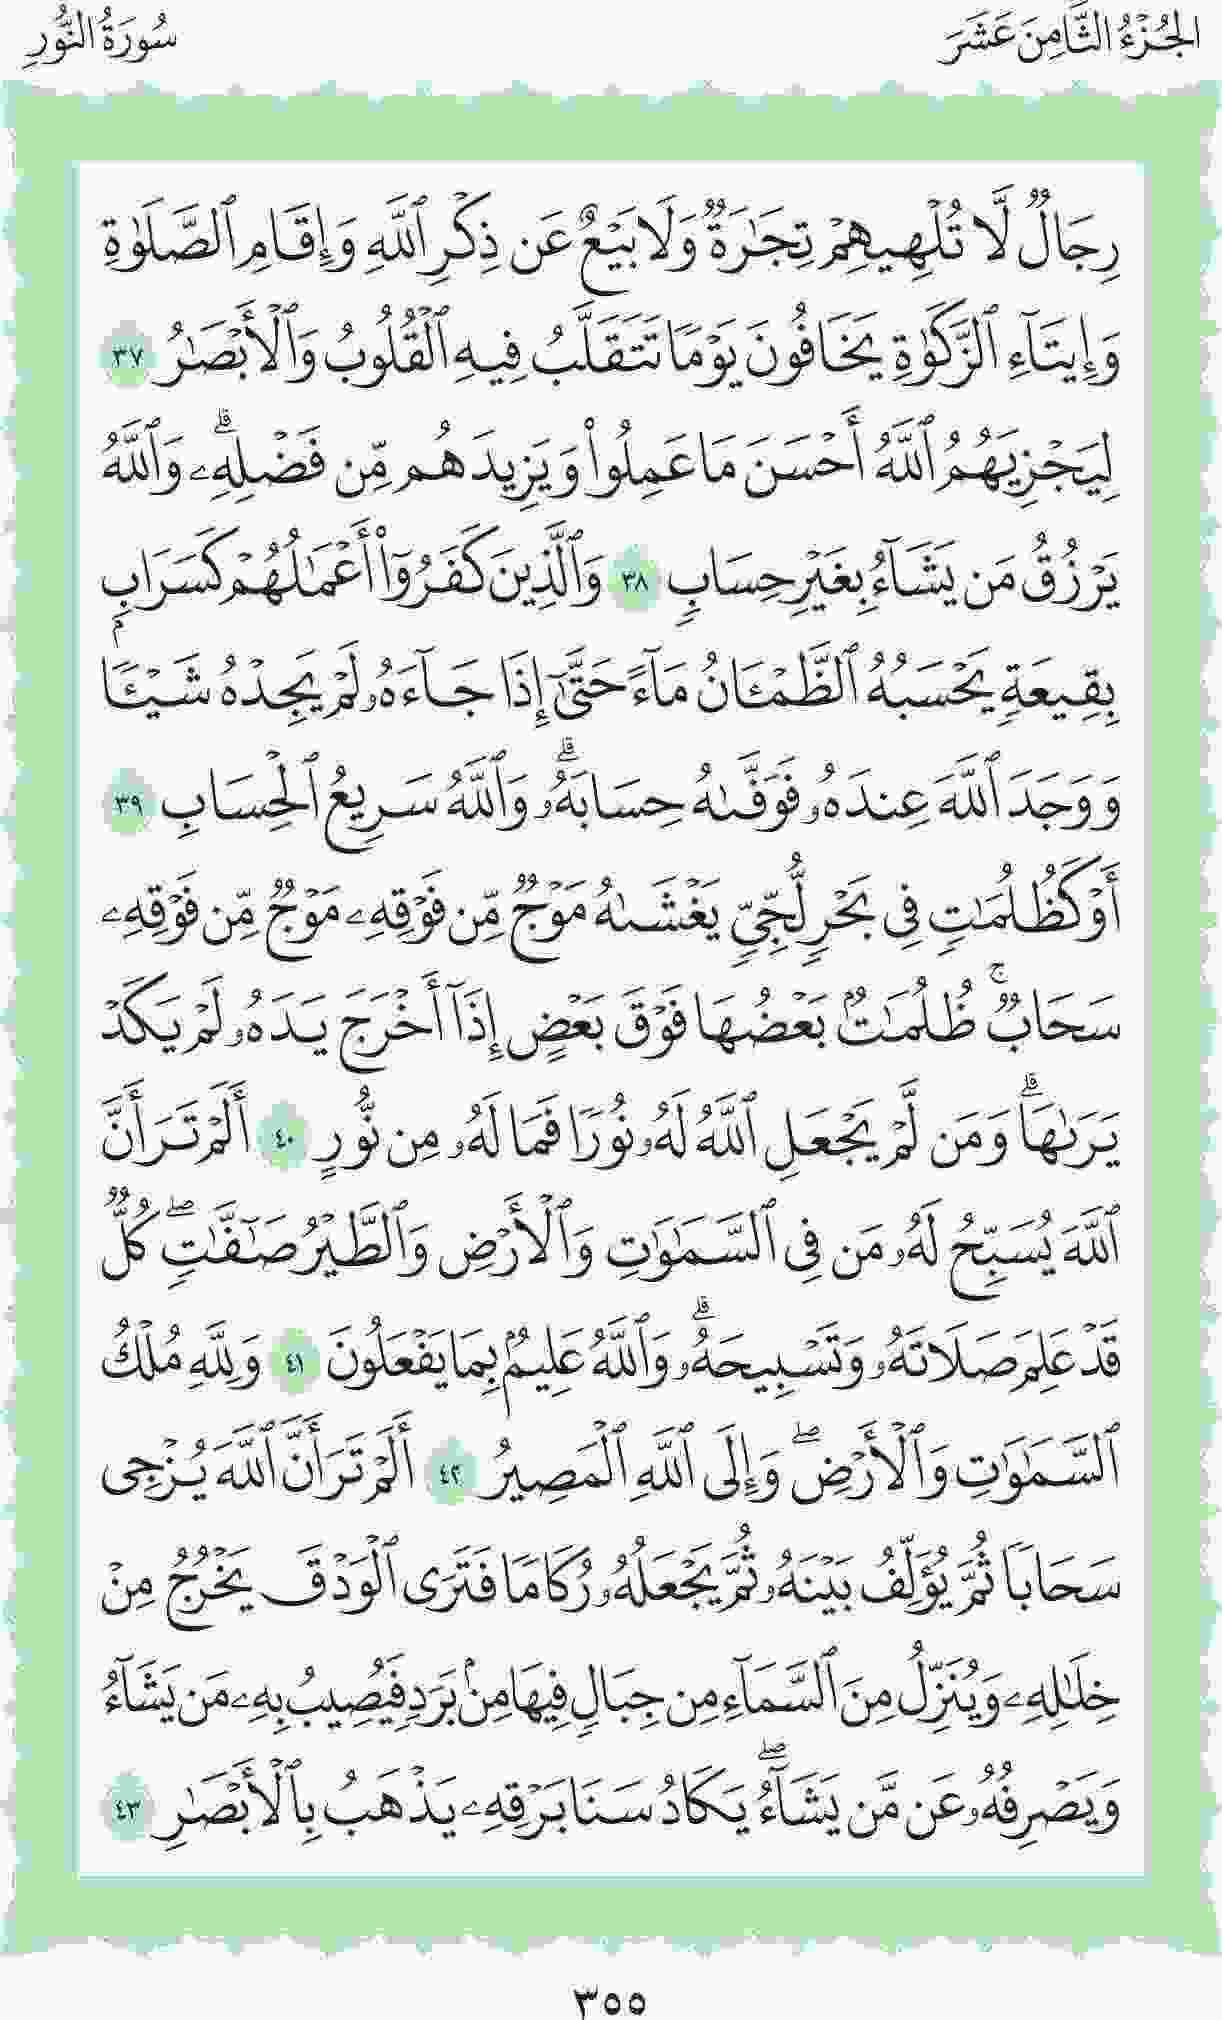 الجُزْءُ الثَّامِنَ عَشَرَ
سُورَةُ النُّورِ
رِجَالٌ لَّا تُلْهِيهِمْ تِجَٰرَةٌ وَلَا بَيْعٌ عَن ذِكْرِ ٱللَّهِ وَإِقَامِ ٱلصَّلَوٰةِ
وَإِيتَآءِ ٱلزَّكَوٰةِ يَخَافُونَ يَوْمًا تَتَقَلَّبُ فِيهِ ٱلْقُلُوبُ وَٱلْأَبْصَٰرُ ٣٧
لِيَجْزِيَهُمُ ٱللَّهُ أَحْسَنَ مَا عَمِلُوا۟ وَيَزِيدَهُم مِّن فَضْلِهِۦ ۗ وَٱللَّهُ
يَرْزُقُ مَن يَشَآءُ بِغَيْرِ حِسَابٍ ٣٨ وَٱلَّذِينَ كَفَرُوٓا۟ أَعْمَٰلُهُمْ كَسَرَابٍۭ
بِقِيعَةٍ يَحْسَبُهُ ٱلظَّمْـَٔانُ مَآءً حَتَّىٰٓ إِذَا جَآءَهُۥ لَمْ يَجِدْهُ شَيْـًٔا
وَوَجَدَ ٱللَّهَ عِندَهُۥ فَوَفَّىٰهُ حِسَابَهُۥ ۗ وَٱللَّهُ سَرِيعُ ٱلْحِسَابِ ٣٩
أَوْ كَظُلُمَٰتٍ فِى بَحْرٍ لُّجِّىٍّ يَغْشَىٰهُ مَوْجٌ مِّن فَوْقِهِۦ مَوْجٌ مِّن فَوْقِهِۦ
سَحَابٌ ۚ ظُلُمَٰتٌۢ بَعْضُهَا فَوْقَ بَعْضٍ إِذَآ أَخْرَجَ يَدَهُۥ لَمْ يَكَدْ
يَرَىٰهَا ۗ وَمَن لَّمْ يَجْعَلِ ٱللَّهُ لَهُۥ نُورًا فَمَا لَهُۥ مِن نُّورٍ ٤٠ أَلَمْ تَرَ أَنَّ
ٱللَّهَ يُسَبِّحُ لَهُۥ مَن فِى ٱلسَّمَٰوَٰتِ وَٱلْأَرْضِ وَٱلطَّيْرُ صَٰٓفَّٰتٍ ۖ كُلٌّ
قَدْ عَلِمَ صَلَاتَهُۥ وَتَسْبِيحَهُۥ ۗ وَٱللَّهُ عَلِيمٌۢ بِمَا يَفْعَلُونَ ٤١ وَلِلَّهِ مُلْكُ
ٱلسَّمَٰوَٰتِ وَٱلْأَرْضِ ۖ وَإِلَى ٱللَّهِ ٱلْمَصِيرُ ٤٢ أَلَمْ تَرَ أَنَّ ٱللَّهَ يُزْجِى
سَحَابًا ثُمَّ يُؤَلِّفُ بَيْنَهُۥ ثُمَّ يَجْعَلُهُۥ رُكَامًا فَتَرَى ٱلْوَدْقَ يَخْرُجُ مِنْ
خِلَٰلِهِۦ وَيُنَزِّلُ مِنَ ٱلسَّمَآءِ مِن جِبَالٍ فِيهَا مِنۢ بَرَدٍ فَيُصِيبُ بِهِۦ مَن يَشَآءُ
وَيَصْرِفُهُۥ عَن مَّن يَشَآءُ ۖ يَكَادُ سَنَا بَرْقِهِۦ يَذْهَبُ بِٱلْأَبْصَٰرِ ٤٣
٣٥٥